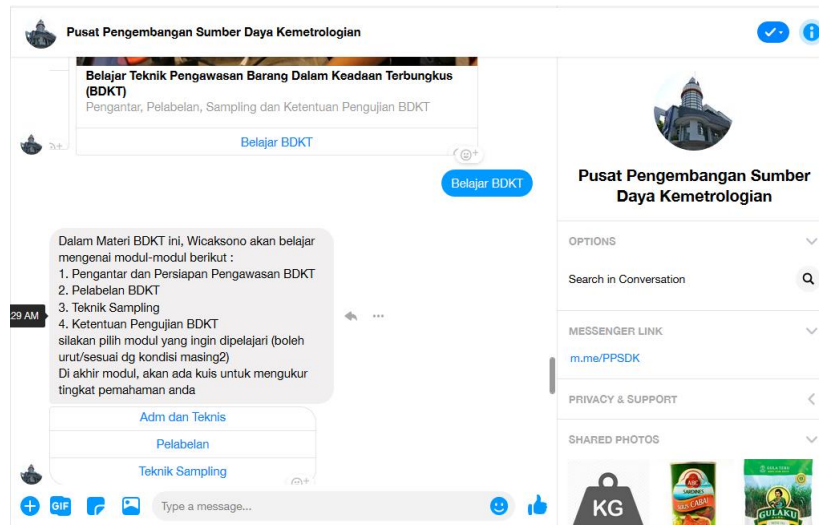 Pusat Pengembangan Sumber Daya Kemetrologian
Belajar Teknik Pengawasan Barang Dalam Keadaan Terbungkus
(BDKT)
Pengantar, Pelabelan, Sampling dan Ketentuan Pengujian BDKT
Belajar BDKT
Belajar BDKT
Dalam Materi BDKT ini, Wicaksono akan belajar
mengenai modul-modul berikut :
1. Pengantar dan Persiapan Pengawasan BDKT
2. Pelabelan BDKT
3. Teknik Sampling
4. Ketentuan Pengujian BDKT
silakan pilih modul yang ingin dipelajari (boleh
urut/sesuai dg kondisi masing2)
Di akhir modul, akan ada kuis untuk mengukur
tingkat pemahaman anda
29 AM
Adm dan Teknis
Pelabelan
Teknik Sampling
GIF
Type a message...
Pusat Pengembangan Sumber
Daya Kemetrologian
OPTIONS
Search in Conversation
MESSENGER LINK
m.me/PPSDK
PRIVACY & SUPPORT
SHARED PHOTOS
KG
ABC
SARDINES
SAUS CABAI
GULAKU